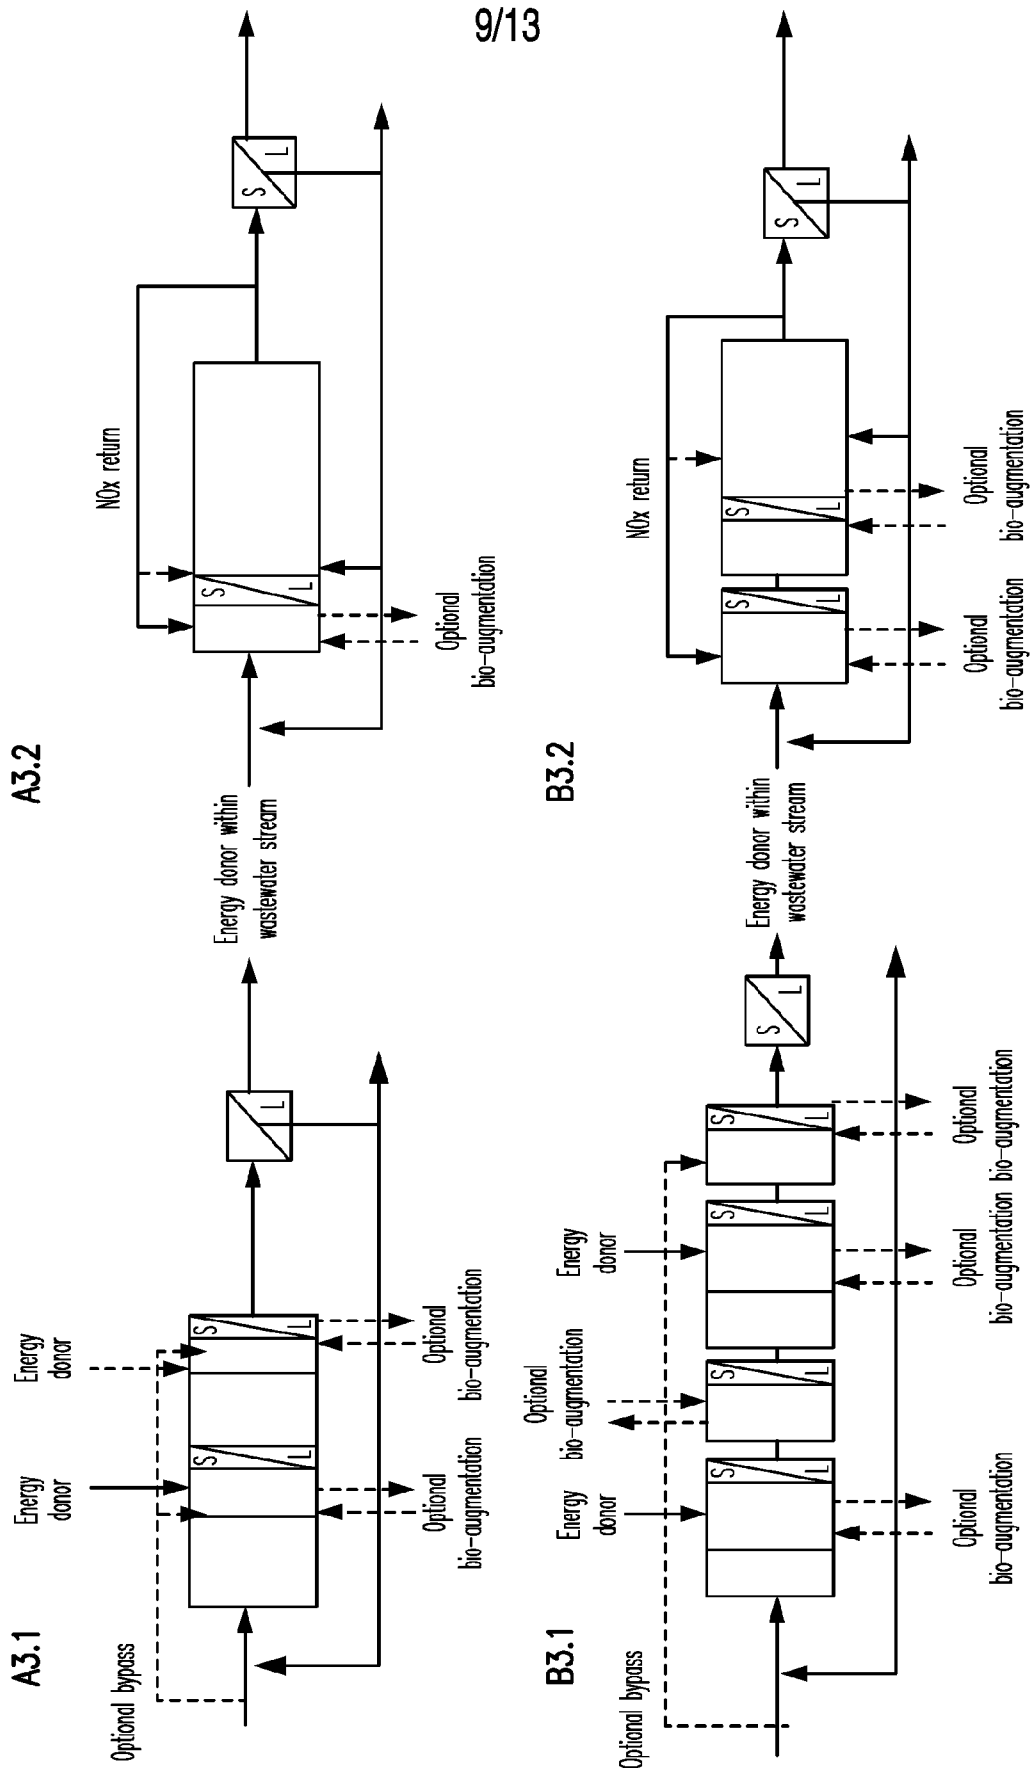 9/13
A3.1
Optional bypass
Energy
donor
Energy
donor
S
L
S
L
L
Optional
bio-augmentation
Optional
bio-augmentation
Energy donor within
wastewater stream
A3.2
NOx return
S
L
S
L
Optional
bio-augmentation
B3.1
Optional bypass
Energy
donor
Optional
bio-augmentation
Energy
donor
S
L
S
L
S
L
S
L
S
L
Optional
bio-augmentation
Optional
bio-augmentation
Optional
bio-augmentation
Energy donor within
wastewater stream
B3.2
NOx return
S
L
S
L
S
L
Optional
bio-augmentation
Optional
bio-augmentation